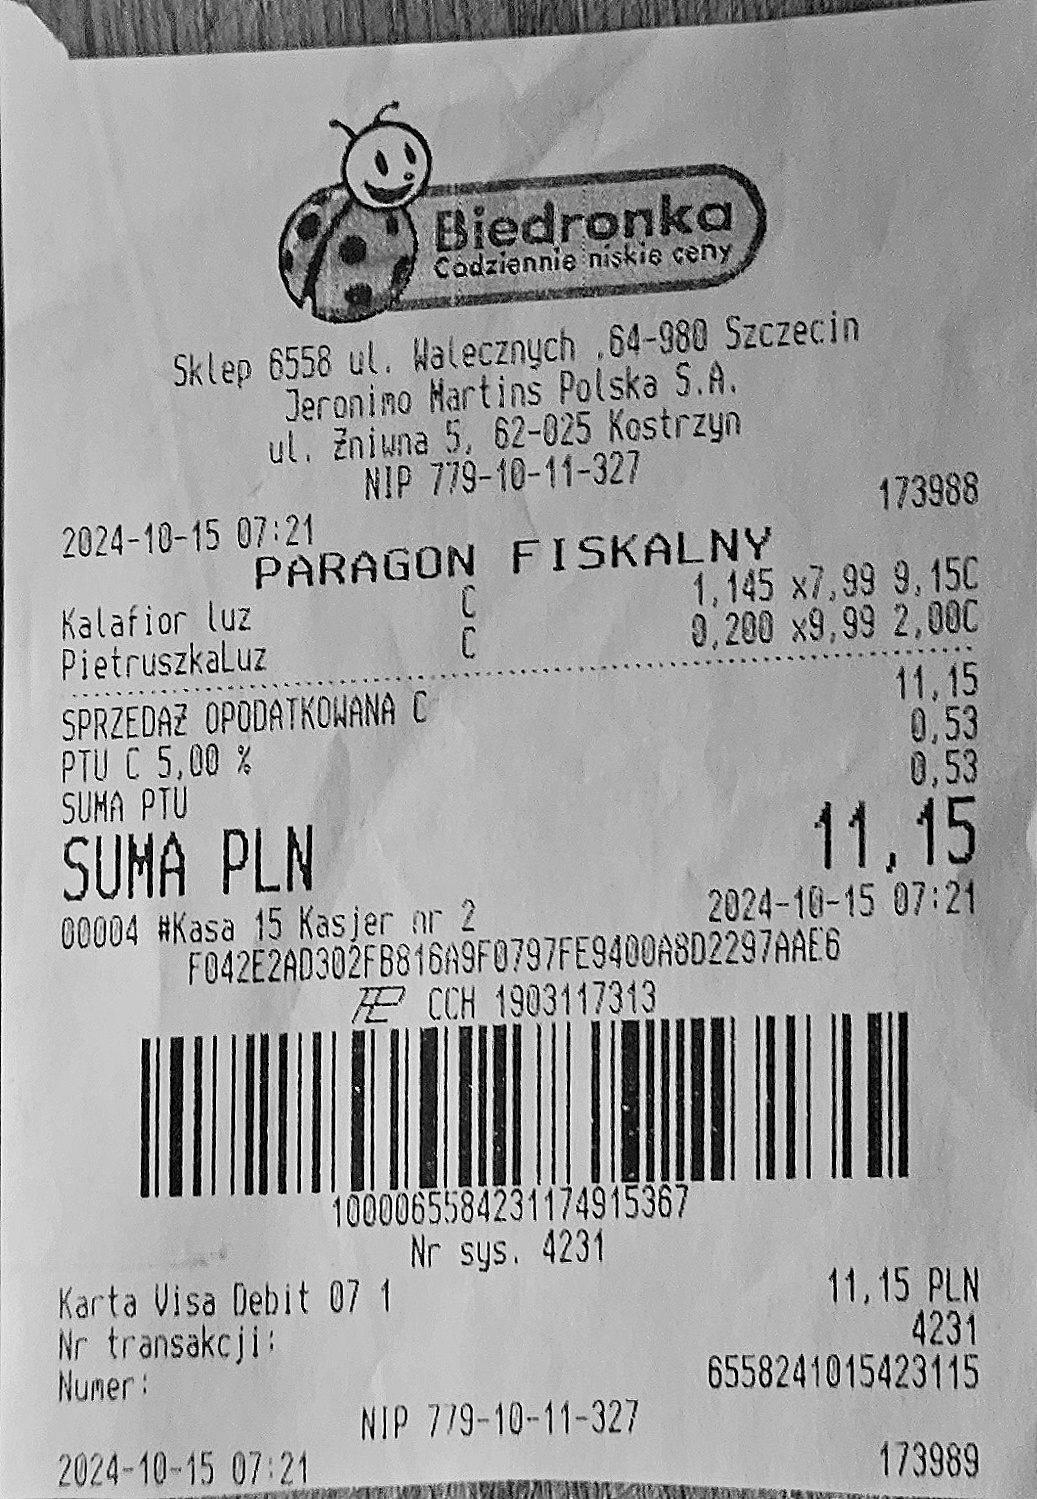 Biedronka
Codziennie niskie ceny
Sklep 6558 ul. Walecznych ,64-980 Szczecin
Jeronimo Martins Polska S.A.
ul. Żniwna 5, 62-025 Kostrzyn
NIP 779-10-11-327
173988
2024-10-15 07:21
PARAGON FISKALNY
Kalafior luz C 1,145 x7,99 9,15C
PietruszkaLuz C 0,200 x9,99 2,00C
SPRZEDAŻ OPODATKOWANA C 11,15
PTU C 5,00 % 0,53
SUMA PTU 0,53
SUMA PLN 11,15
00004 #Kasa 15 Kasjer nr 2 2024-10-15 07:21
F042E2AD302FB816A9F0797FE9400A8D2297AAE6
CCH 1903117313
1000065584231174915367
Nr sys. 4231
Karta Visa Debit 07 1 11,15 PLN
Nr transakcji: 4231
Numer: 6558241015423115
NIP 779-10-11-327
2024-10-15 07:21 173989